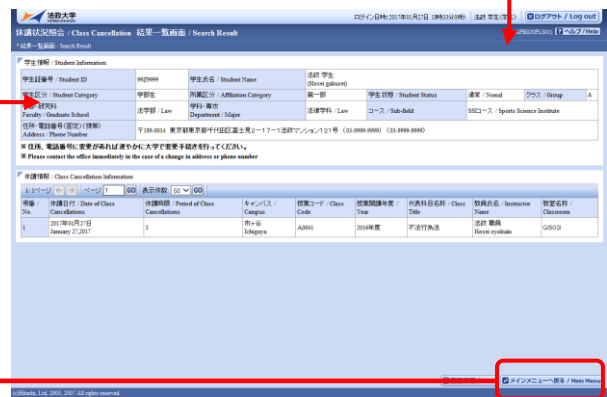 法政大学
ログイン日時:2017年01月27日 10時33分09秒 法政 学生(学生) ログアウト / Log out
休講状況照会 / Class Cancellation 結果一覧画面 / Search Result
ヘルプ / Help
結果一覧画面 / Search Result
学生情報 / Student Information
学生証番号 / Student ID 99Z9999 学生氏名 / Student Name 法政 学生 (Hosei gakusei)
学生区分 / Student Category 学部生 所属区分 / Affiliation Category 第一部 学生状態 / Student Status 通常 / Nomal クラス / Group A
研究科 Faculty / Graduate School 法学部 / Law 学科・専攻 Department / Major 法律学科 / Law コース / Sub-field SSIコース / Sports Science Institute
住所・電話番号(固定)(携帯) Address / Phone Number 東京都東京都千代田区富士見2-17-1法政マンション121号 (03-9999-9999) (03-9999-9999)
※ 住所、電話番号に変更があれば速やかに大学で変更手続きを行ってください。
※ Please contact the office immediately in the case of a change in address or phone number
休講情報 / Class Cancellation Information
1/1ページ ページ 1 GO 表示件数 50 GO
項番 / No. 休講日付 / Date of Class Cancellations 休講時限 / Period of Class Cancellations キャンパス / Campus 授業コード / Class Code 授業開講年度 / Year 代表科目名称 / Class Title 教員氏名 / Instructor Name 教室名称 / Classroom
1 2017年01月27日 January 27,2017 3 市ヶ谷 Ichigaya A0041 2016年度 不法行為法 法政 職員 Hosei syokuin G503
メインメニューへ戻る / Main Menu
(c)Hitachi, Ltd. 2003, 2007 All rights reserved.